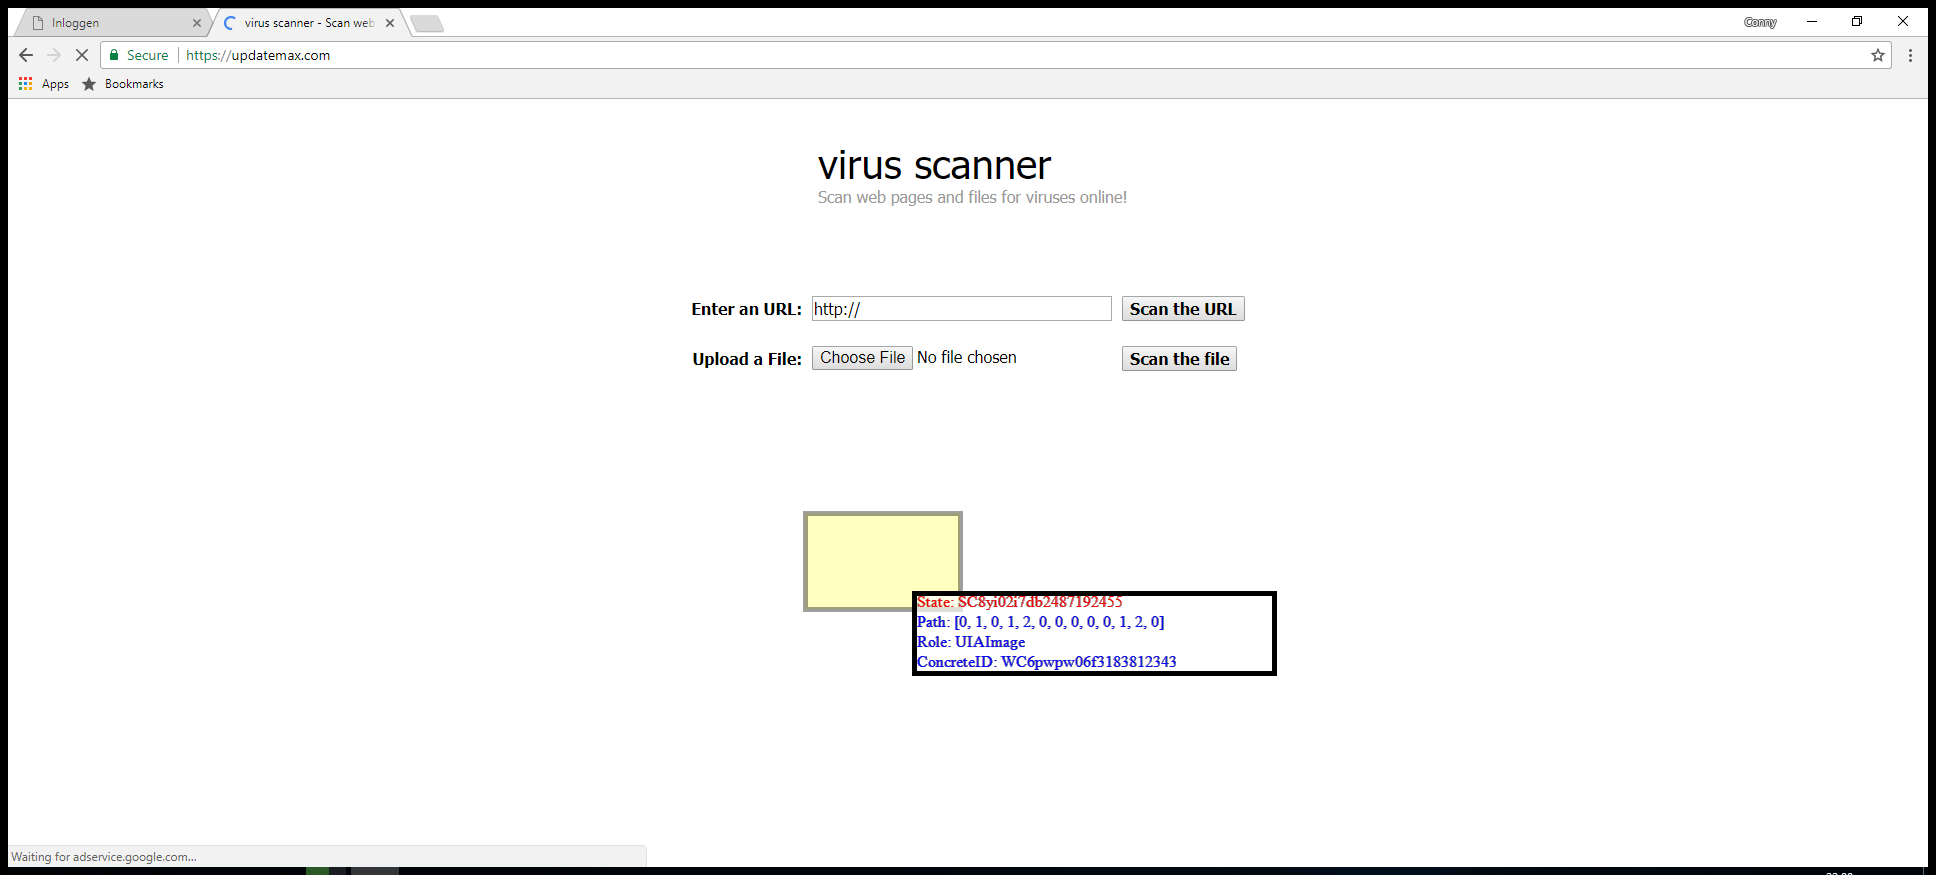 Inloggen
virus scanner - Scan web
Conny
Secure
https://updatemax.com
Apps
Bookmarks
virus scanner
Scan web pages and files for viruses online!
Enter an URL: http:// Scan the URL
Upload a File: Choose File No file chosen Scan the file
State: SC8yi02i7db2487192455
Path: [0, 1, 0, 1, 2, 0, 0, 0, 0, 0, 1, 2, 0]
Role: UIAImage
ConcreteID: WC6pwpw06f3183812343
Waiting for adservice.google.com...